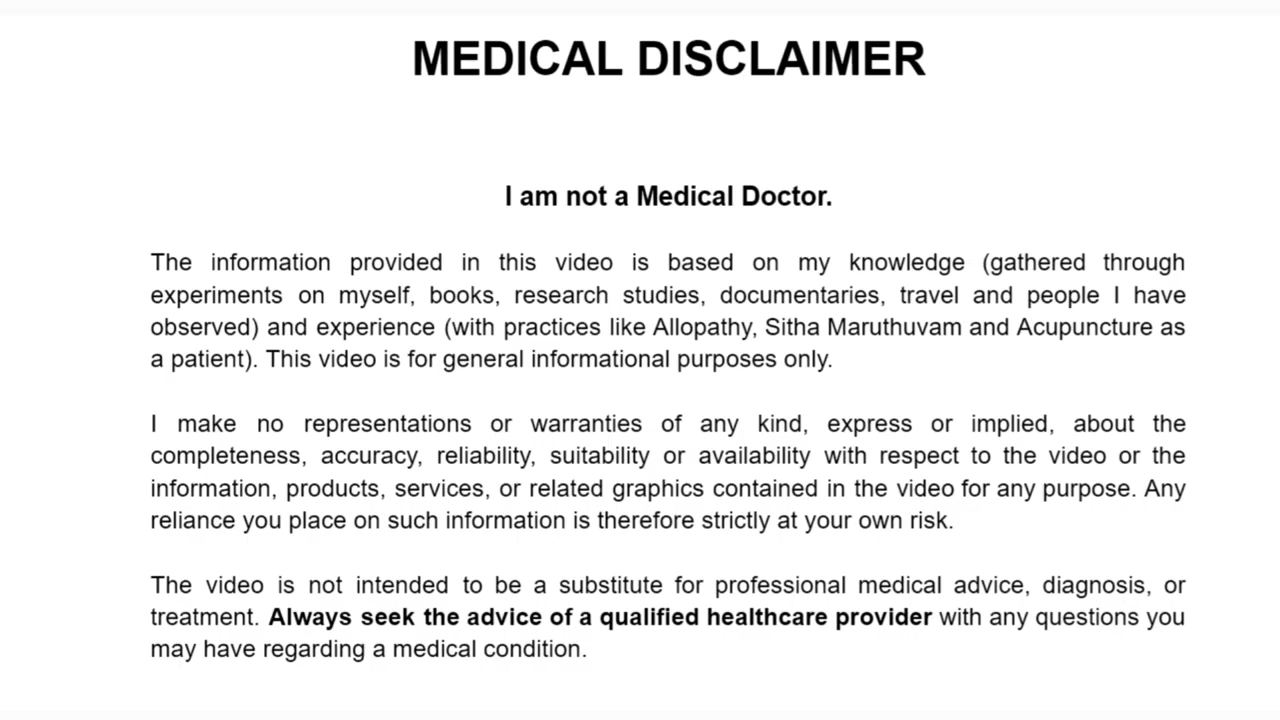 MEDICAL DISCLAIMER
I am not a Medical Doctor.
The information provided in this video is based on my knowledge (gathered through
experiments on myself, books, research studies, documentaries, travel and people I have
observed) and experience (with practices like Allopathy, Sitha Maruthuvam and Acupuncture as
a patient). This video is for general informational purposes only.
I make no representations or warranties of any kind, express or implied, about the
completeness, accuracy, reliability, suitability or availability with respect to the video or the
information, products, services, or related graphics contained in the video for any purpose. Any
reliance you place on such information is therefore strictly at your own risk.
The video is not intended to be a substitute for professional medical advice, diagnosis, or
treatment. Always seek the advice of a qualified healthcare provider with any questions you
may have regarding a medical condition.